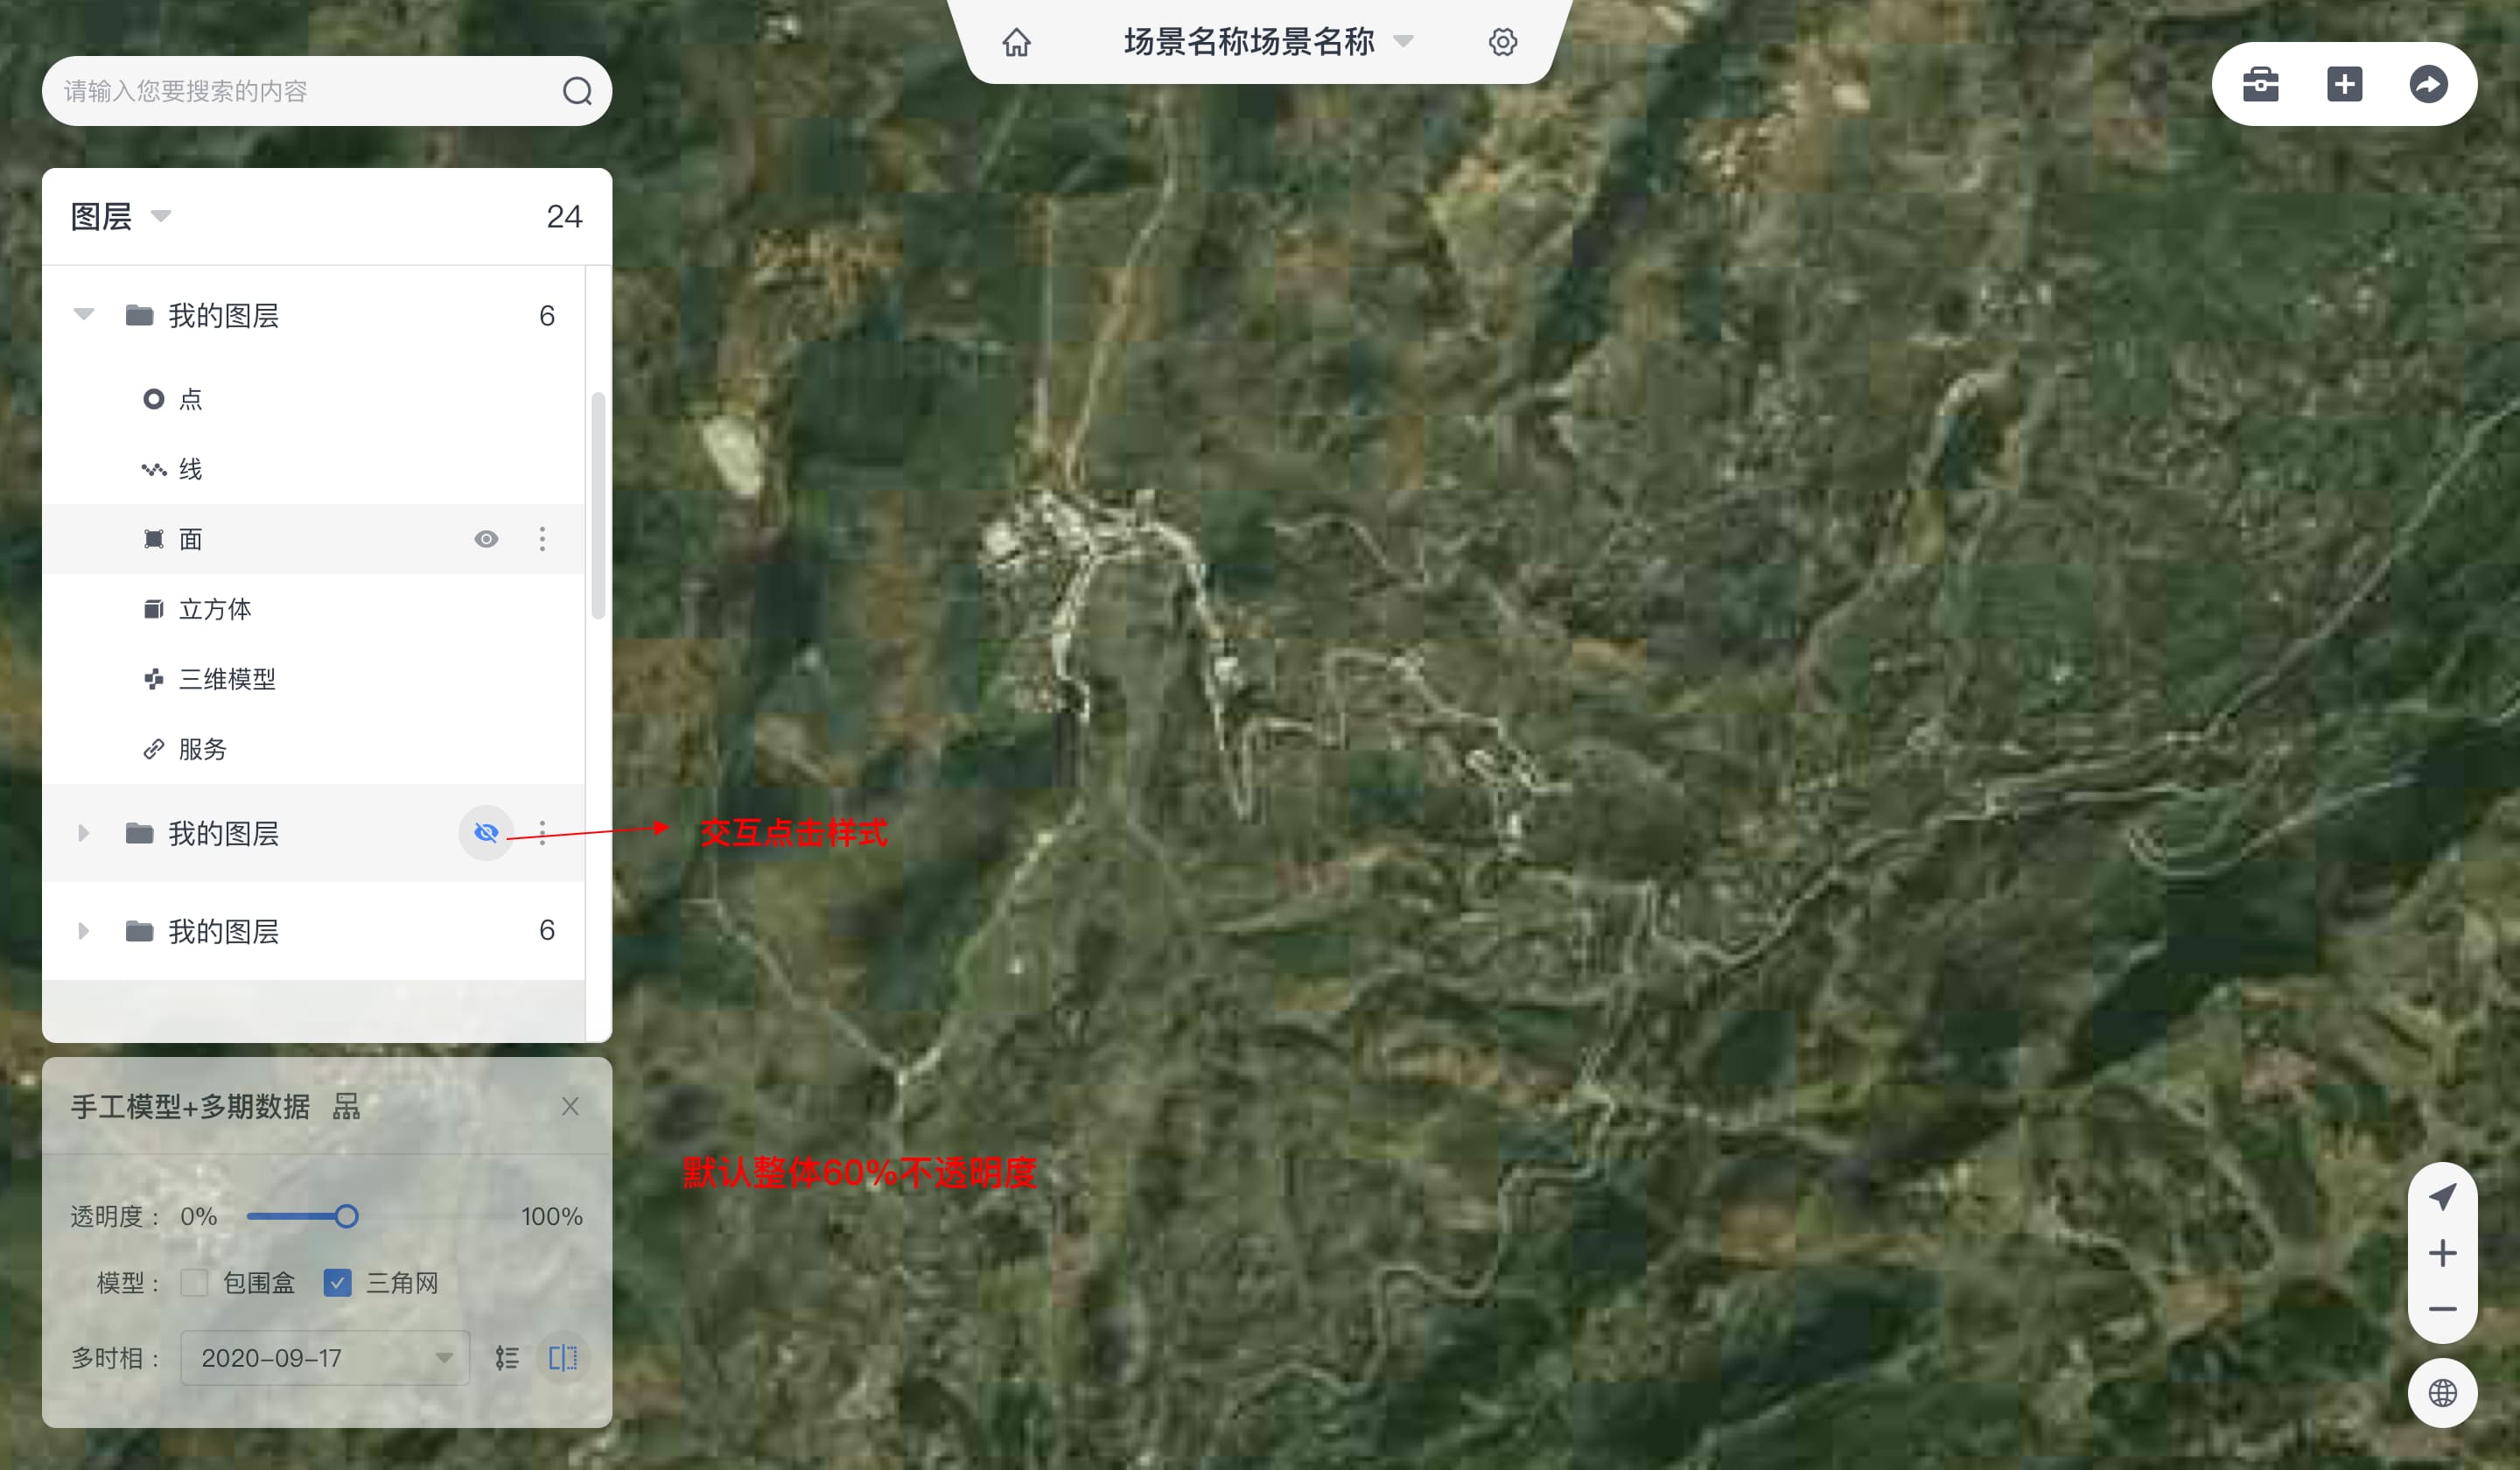 场景名称场景名称
请输入您要搜索的内容
图层 24
我的图层 6
点
线
面
立方体
三维模型
服务
我的图层
交互点击样式
我的图层 6
手工模型+多期数据
默认整体60%不透明度
透明度： 0% 100%
模型： 包围盒 三角网
多时相： 2020-09-17